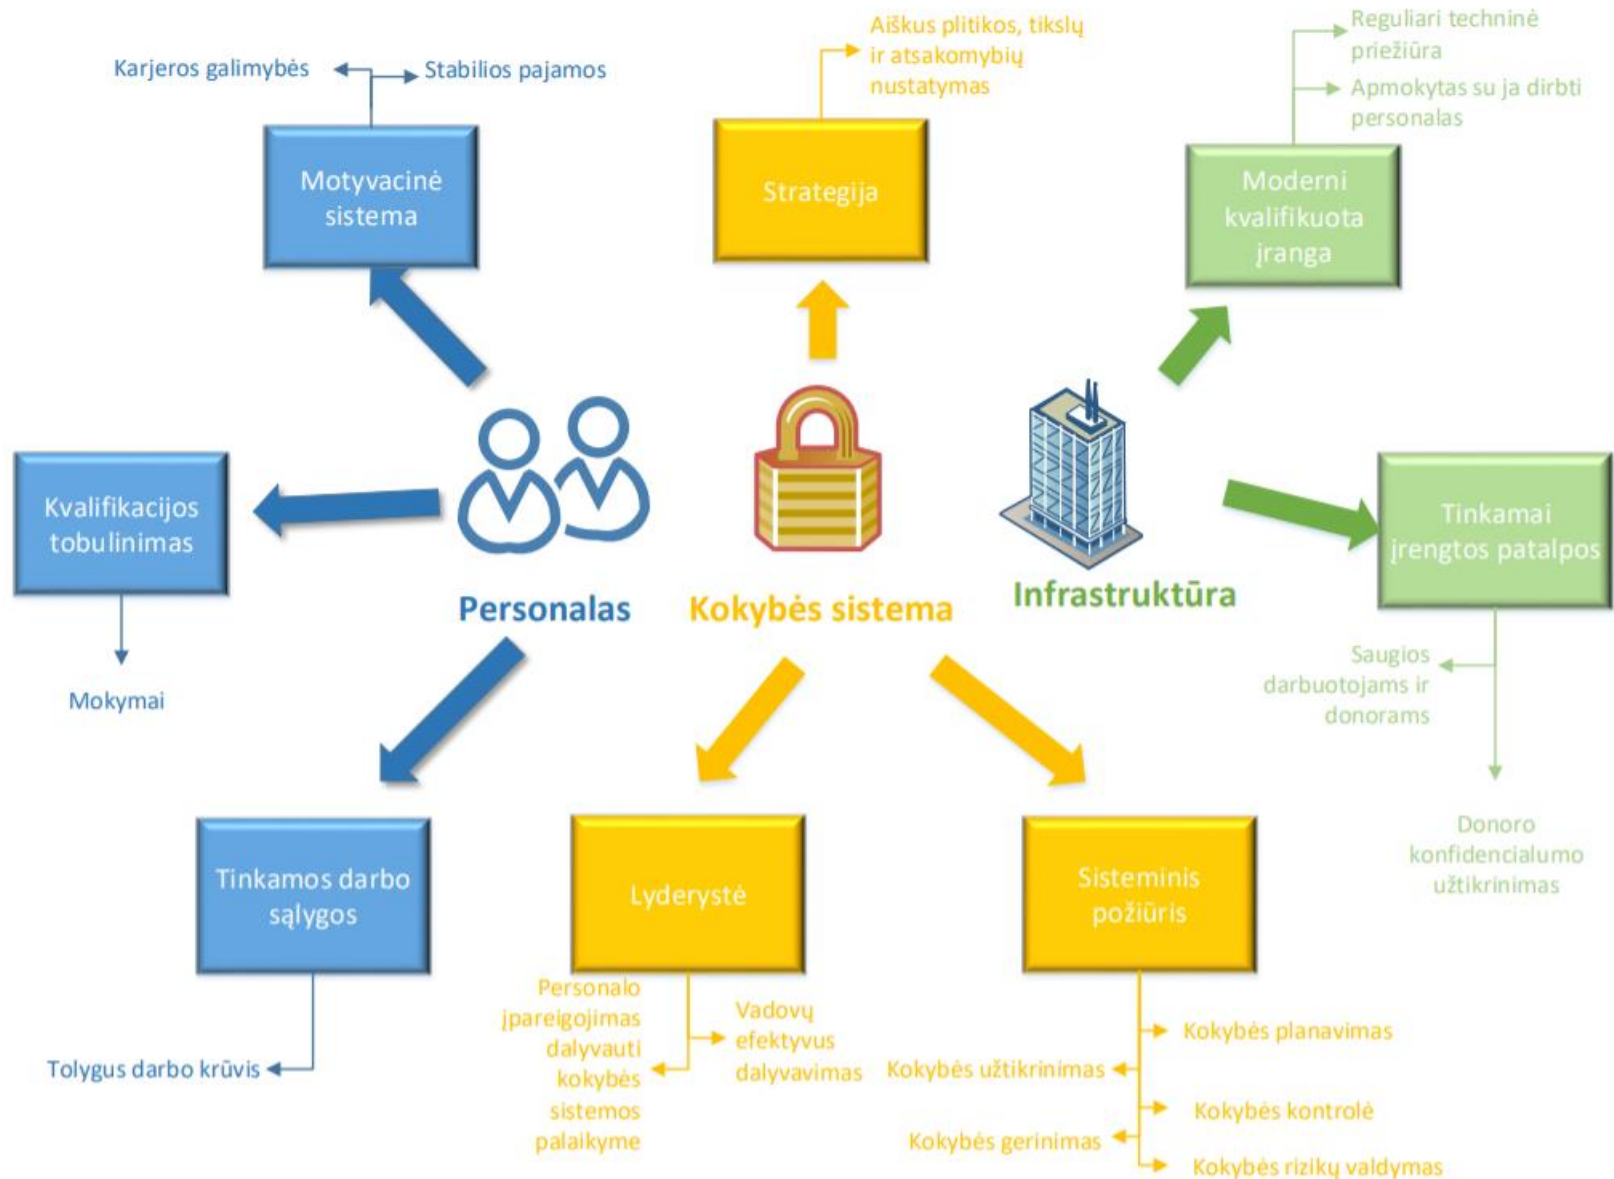 Karjeros galimybės
Stabilios pajamos
Motyvacinė
sistema
Kvalifikacijos
tobulinimas
Mokymai
Personalas
Tinkamos darbo
sąlygos
Tolygus darbo krūvis
Aiškus plitikos, tikslų
ir atsakomybių
nustatymas
Strategija
Kokybės sistema
Lyderystė
Personalo
įpareigojimas
dalyvauti
kokybės
sistemos
palaikyme
Vadovų
efektyvus
dalyvavimas
Sisteminis
požiūris
Kokybės planavimas
Kokybės užtikrinimas
Kokybės kontrolė
Kokybės gerinimas
Kokybės rizikų valdymas
Reguliari techninė
priežiūra
Apmokytas su ja dirbti
personalas
Moderni
kvalifikuota
įranga
Infrastruktūra
Tinkamai
įrengtos patalpos
Saugios
darbuotojams ir
donorams
Donoro
konfidencialumo
užtikrinimas